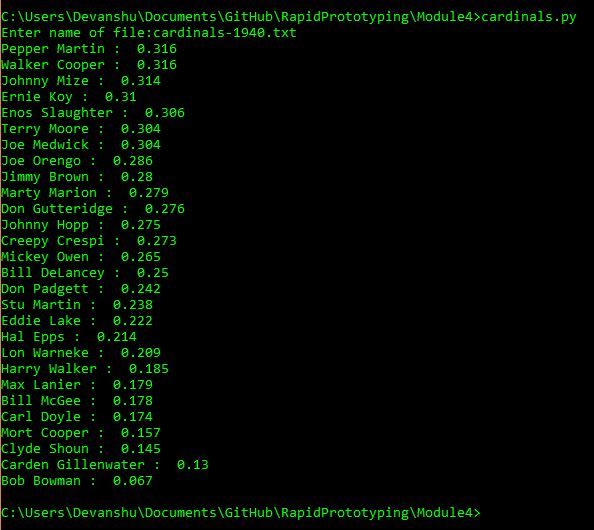 C:\Users\Devanshu\Documents\GitHub\RapidPrototyping\Module4>cardinals.py
Enter name of file:cardinals-1940.txt
Pepper Martin :  0.316
Walker Cooper :  0.316
Johnny Mize :  0.314
Ernie Koy :  0.31
Enos Slaughter :  0.306
Terry Moore :  0.304
Joe Medwick :  0.304
Joe Orengo :  0.286
Jimmy Brown :  0.28
Marty Marion :  0.279
Don Gutteridge :  0.276
Johnny Hopp :  0.275
Creepy Crespi :  0.273
Mickey Owen :  0.265
Bill DeLancey :  0.25
Don Padgett :  0.242
Stu Martin :  0.238
Eddie Lake :  0.222
Hal Epps :  0.214
Lon Warneke :  0.209
Harry Walker :  0.185
Max Lanier :  0.179
Bill McGee :  0.178
Carl Doyle :  0.174
Mort Cooper :  0.157
Clyde Shoun :  0.145
Carden Gillenwater :  0.13
Bob Bowman :  0.067
C:\Users\Devanshu\Documents\GitHub\RapidPrototyping\Module4>